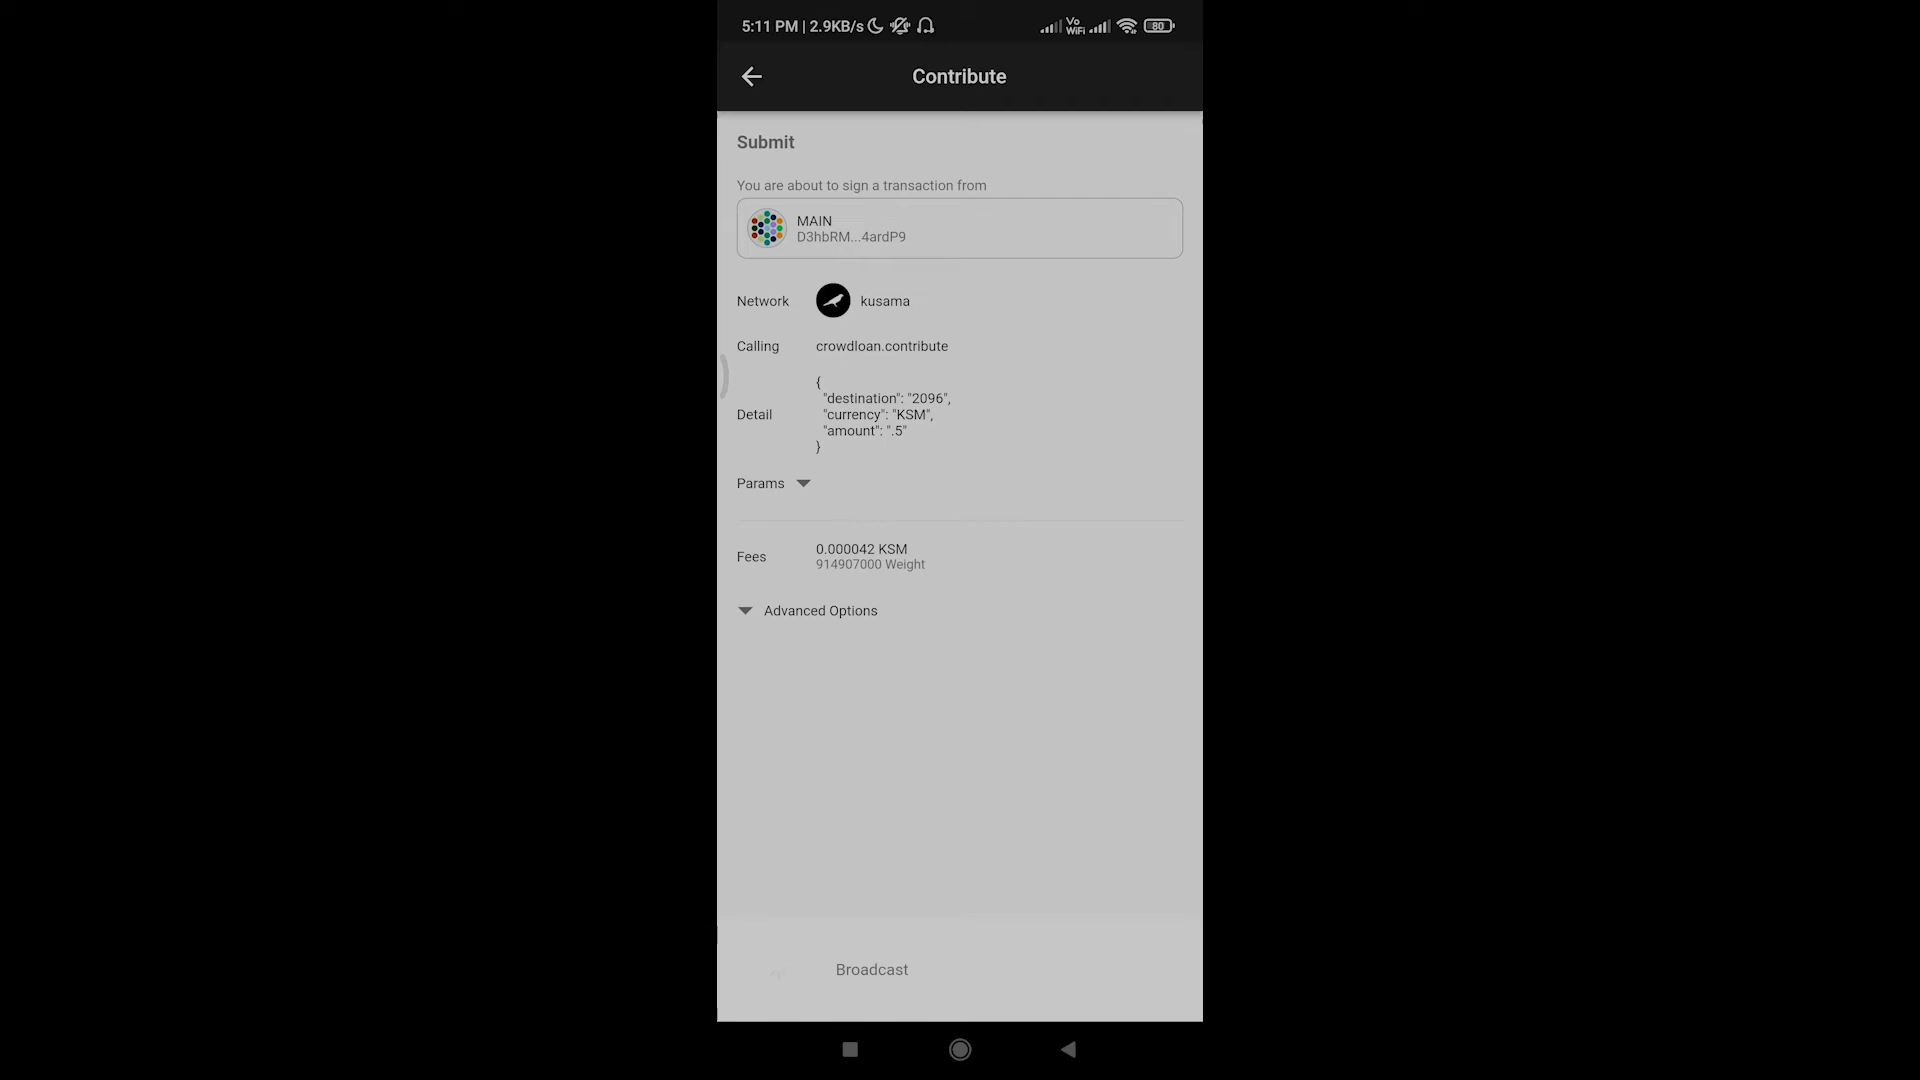 5:11 PM | 2.9KB/s
Vo
WiFi
80
Contribute
Submit
You are about to sign a transaction from
MAIN
D3hbRM...4ardP9
Network
kusama
Calling
crowdloan.contribute
Detail
{
"destination": "2096",
"currency": "KSM",
"amount": ".5"
}
Params
Fees
0.000042 KSM
914907000 Weight
Advanced Options
Broadcast